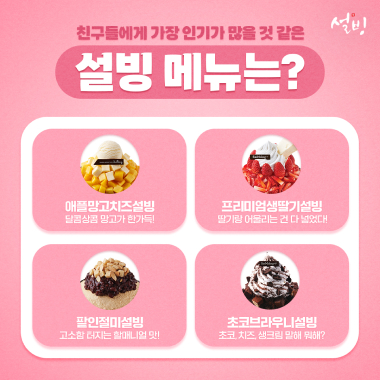 설빙
친구들에게 가장 인기가 많을 것 같은
설빙 메뉴는?
애플망고치즈설빙
달콤상콤 망고가 한가득!
프리미엄생딸기설빙
딸기랑 어울리는 건 다 넣었다!
팥인절미설빙
고소함 터지는 할매니얼 맛!
초코브라우니설빙
초코, 치즈, 생크림 말해 뭐해?